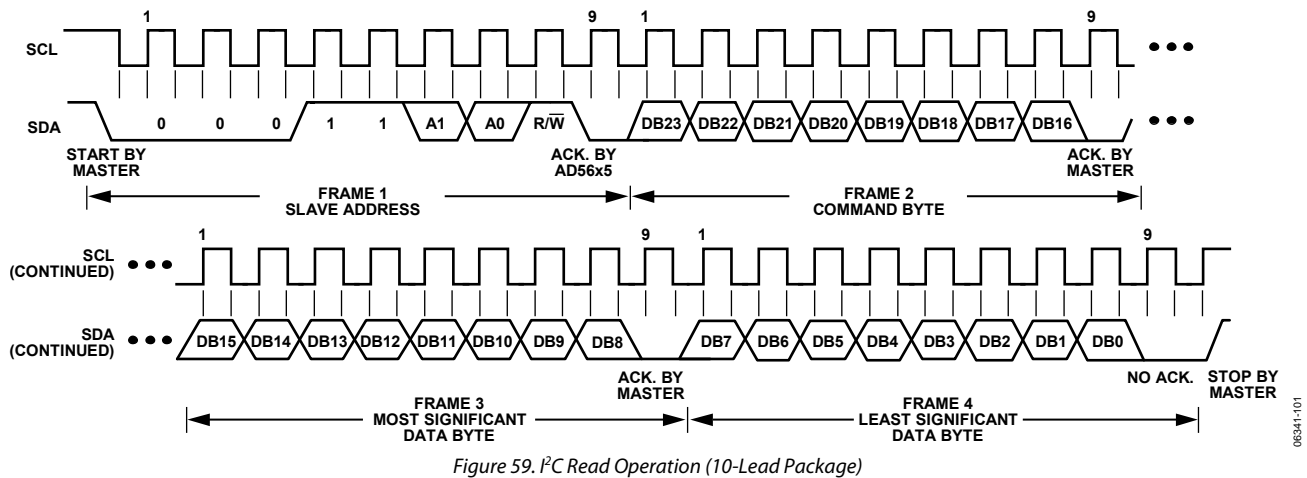 1 9 1 9
SCL
SDA 0 0 0 1 1 A1 A0 R/W̅ DB23 DB22 DB21 DB20 DB19 DB18 DB17 DB16
START BY
MASTER
ACK. BY
AD56x5
ACK. BY
MASTER
FRAME 1
SLAVE ADDRESS
FRAME 2
COMMAND BYTE
1 9 1 9
SCL
(CONTINUED)
SDA
(CONTINUED)
DB15 DB14 DB13 DB12 DB11 DB10 DB9 DB8 DB7 DB6 DB5 DB4 DB3 DB2 DB1 DB0
ACK. BY
MASTER
NO ACK.
STOP BY
MASTER
FRAME 3
MOST SIGNIFICANT
DATA BYTE
FRAME 4
LEAST SIGNIFICANT
DATA BYTE
06341-101
Figure 59. I²C Read Operation (10-Lead Package)